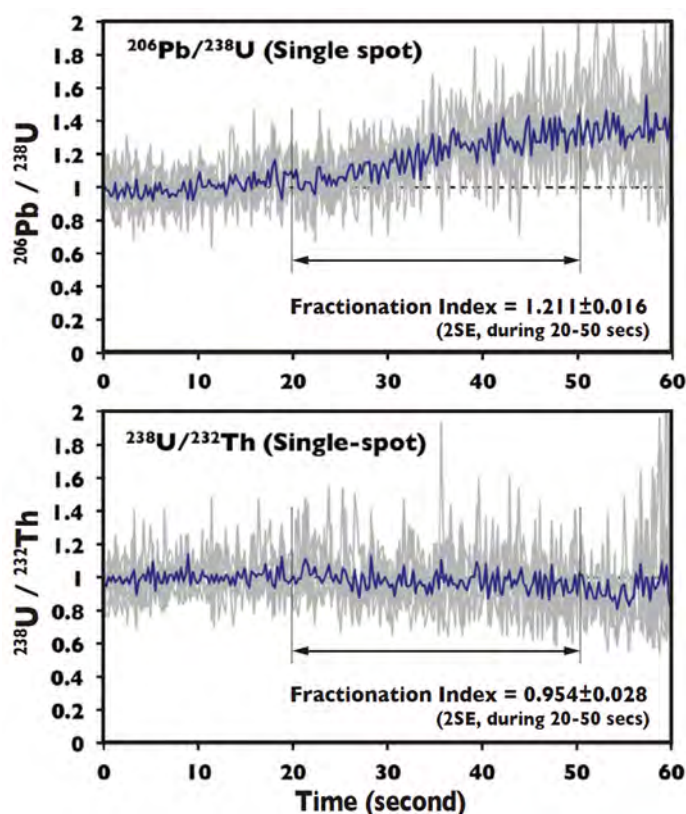 2
1.8
1.6
1.4
1.2
1
0.8
0.6
0.4
0.2
0
²⁰⁶Pb/²³⁸U (Single spot)
²⁰⁶Pb / ²³⁸U
Fractionation Index = 1.211±0.016
(2SE, during 20-50 secs)
0 10 20 30 40 50 60
2
1.8
1.6
1.4
1.2
1
0.8
0.6
0.4
0.2
0
²³⁸U/²³²Th (Single-spot)
²³⁸U / ²³²Th
Fractionation Index = 0.954±0.028
(2SE, during 20-50 secs)
0 10 20 30 40 50 60
Time (second)